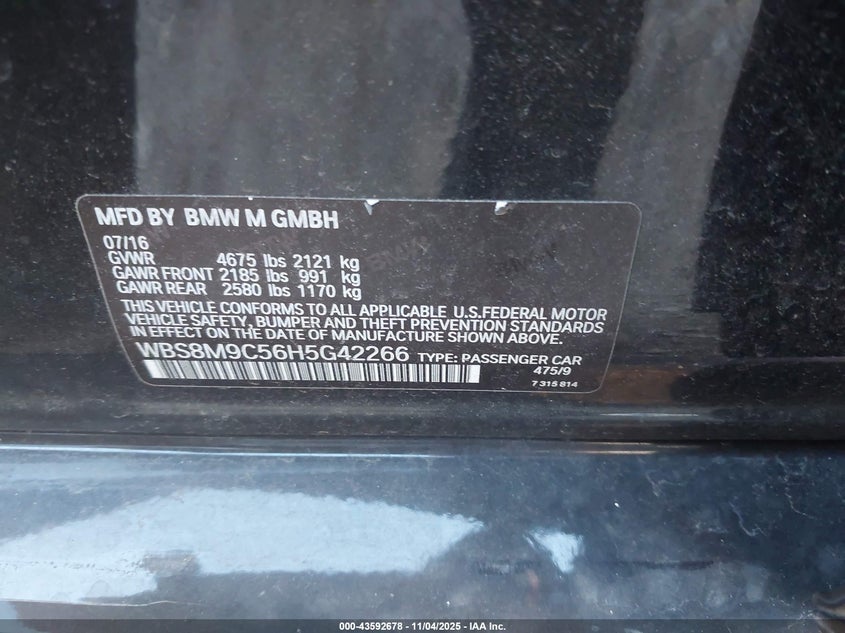 MFD BY BMW M GMBH
07/16
GVWR 4675 lbs 2121 kg
GAWR FRONT 2185 lbs 991 kg
GAWR REAR 2580 lbs 1170 kg
THIS VEHICLE CONFORMS TO ALL APPLICABLE U.S.FEDERAL MOTOR
VEHICLE SAFETY, BUMPER AND THEFT PREVENTION STANDARDS
IN EFFECT ON THE DATE OF MANUFACTURE SHOWN ABOVE.
WBS8M9C56H5G42266 TYPE: PASSENGER CAR
475/9
7 315 814
000-43592678 - 11/04/2025 - IAA Inc.